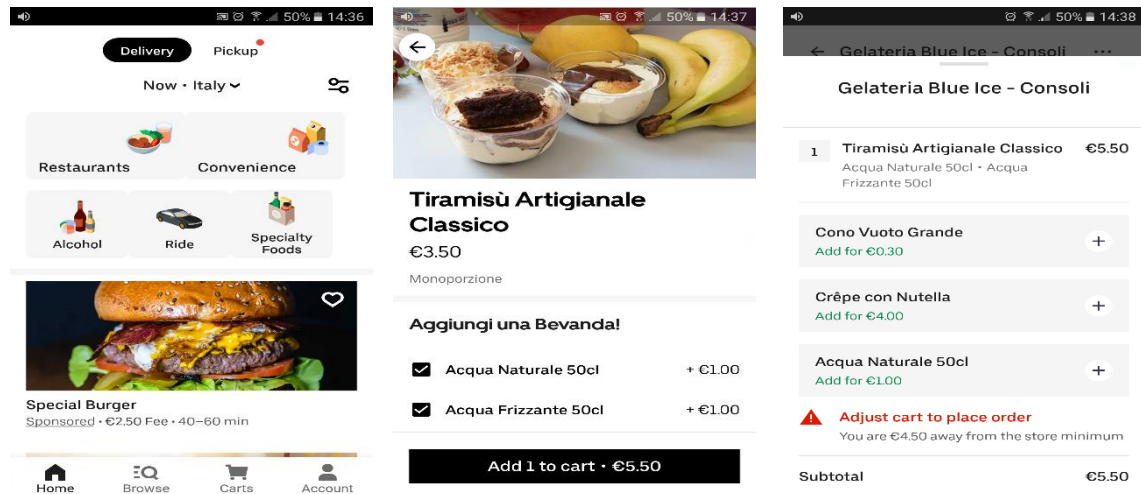 50% 14:36
Delivery Pickup
Now • Italy
Restaurants Convenience
Alcohol Ride Specialty
Foods
Special Burger
Sponsored • €2.50 Fee • 40–60 min
Home Browse Carts Account
50% 14:37
Tiramisù Artigianale
Classico
€3.50
Monoporzione
Aggiungi una Bevanda!
Acqua Naturale 50cl + €1.00
Acqua Frizzante 50cl + €1.00
Add 1 to cart • €5.50
50% 14:38
Gelateria Blue Ice - Consoli
Gelateria Blue Ice - Consoli
1 Tiramisù Artigianale Classico €5.50
Acqua Naturale 50cl • Acqua
Frizzante 50cl
Cono Vuoto Grande
Add for €0.30
Crêpe con Nutella
Add for €4.00
Acqua Naturale 50cl
Add for €1.00
Adjust cart to place order
You are €4.50 away from the store minimum
Subtotal €5.50